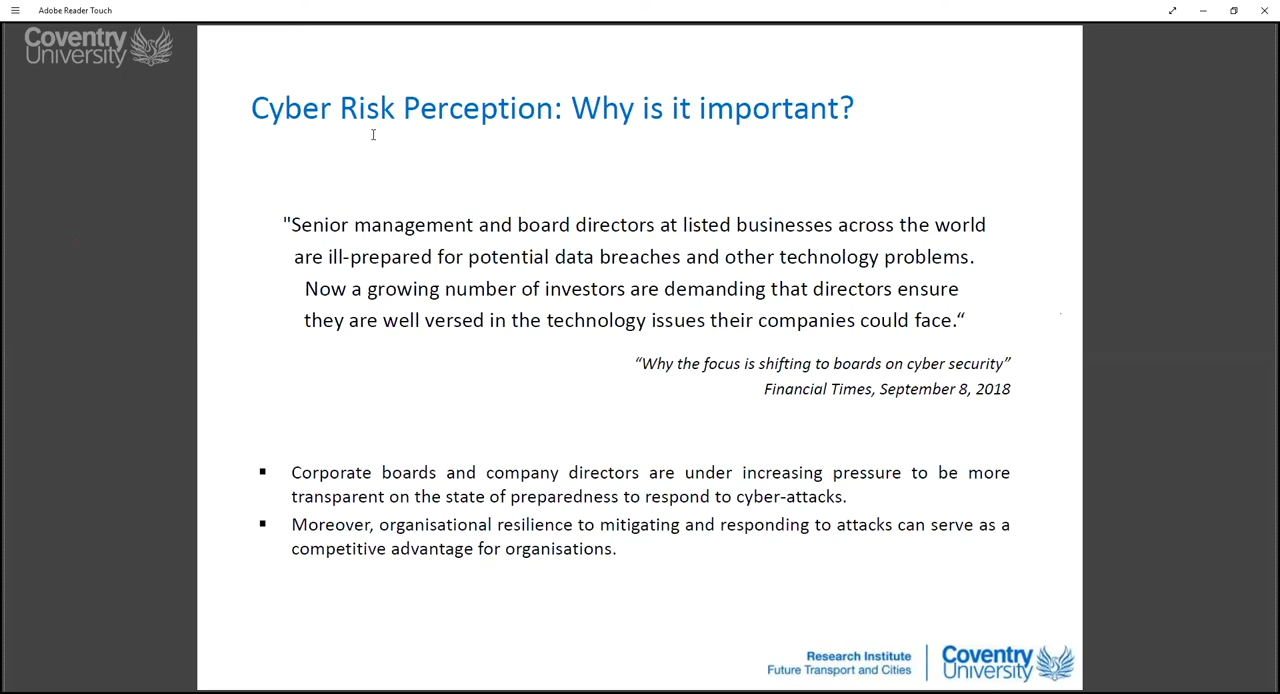 Adobe Reader Touch
Coventry
University
Cyber Risk Perception: Why is it important?
"Senior management and board directors at listed businesses across the world
are ill-prepared for potential data breaches and other technology problems.
Now a growing number of investors are demanding that directors ensure
they are well versed in the technology issues their companies could face.“
“Why the focus is shifting to boards on cyber security”
Financial Times, September 8, 2018
▪ Corporate boards and company directors are under increasing pressure to be more
transparent on the state of preparedness to respond to cyber-attacks.
▪ Moreover, organisational resilience to mitigating and responding to attacks can serve as a
competitive advantage for organisations.
Research Institute
Future Transport and Cities
Coventry
University